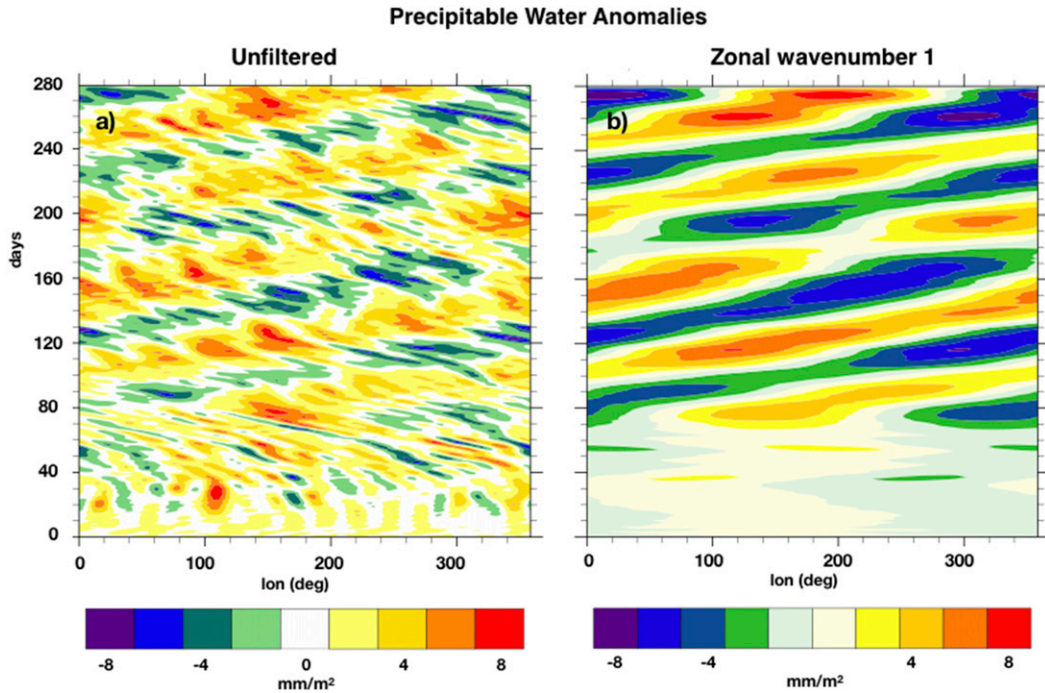 Precipitable Water Anomalies
Unfiltered
Zonal wavenumber 1
a)
b)
280
240
200
160
120
80
40
0
days
0 100 200 300
lon (deg)
0 100 200 300
lon (deg)
-8 -4 0 4 8
mm/m²
-8 -4 4 8
mm/m²